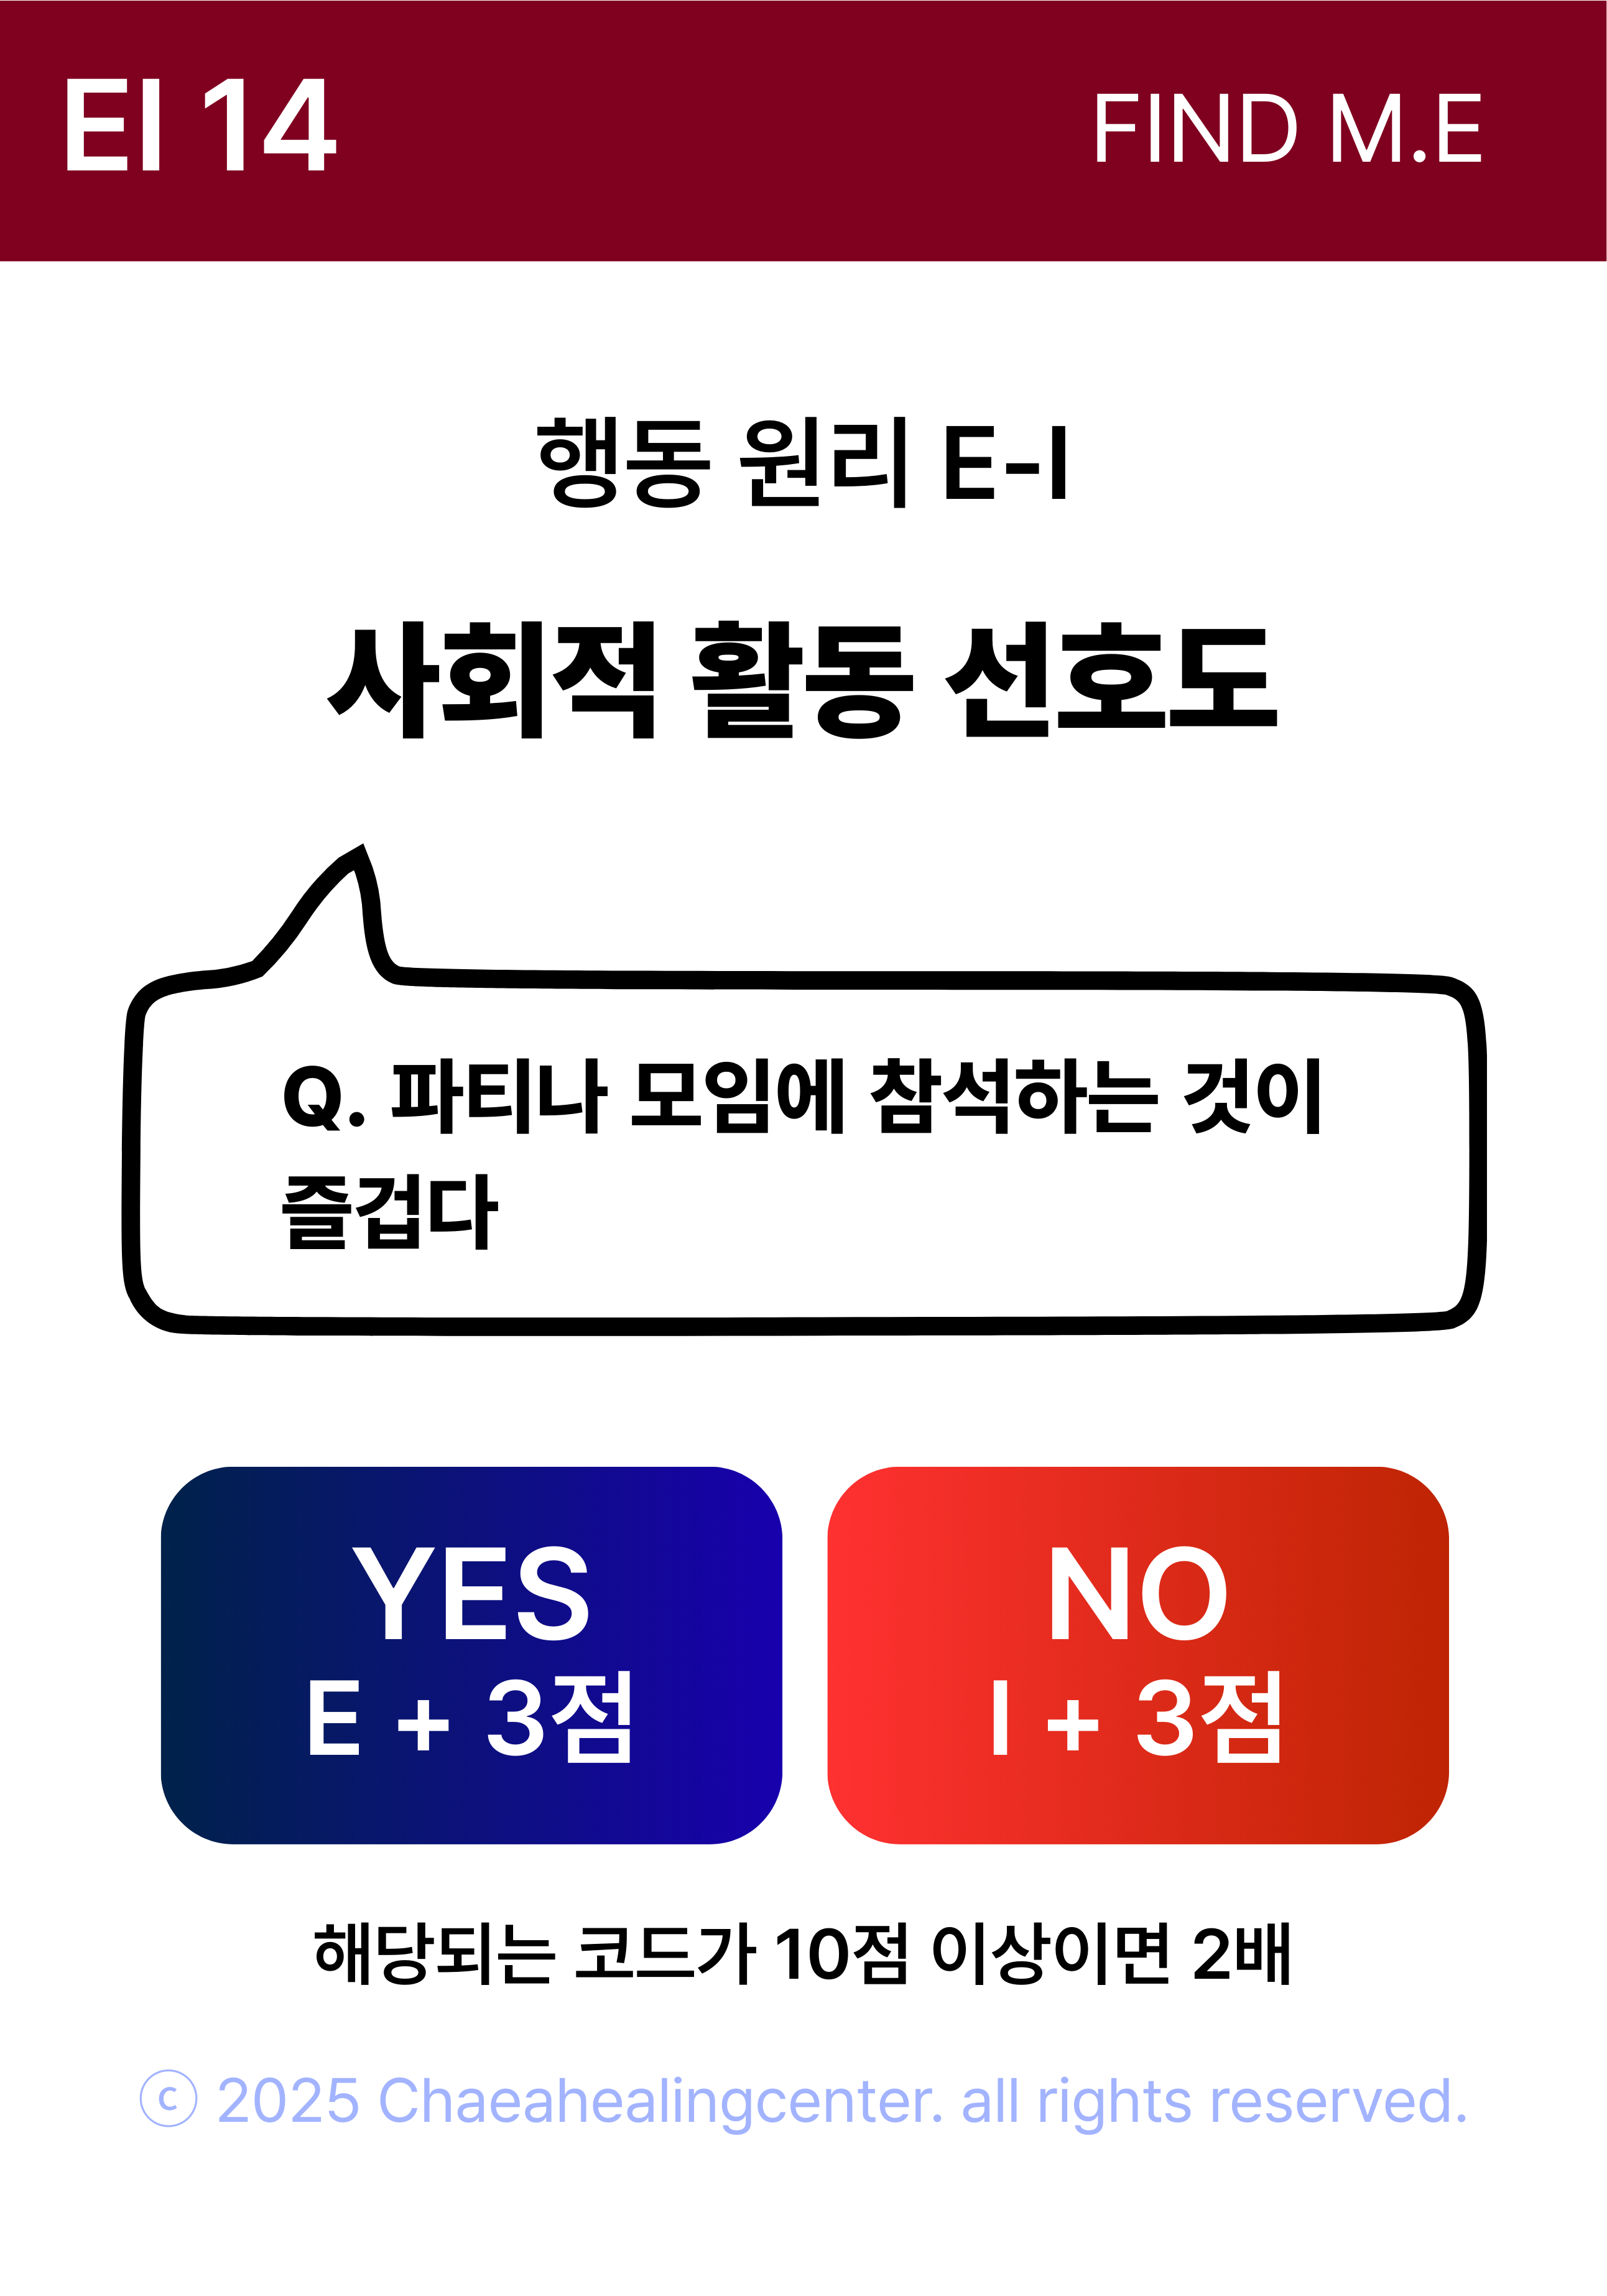 EI 14
FIND M.E
행동 원리 E-I
사회적 활동 선호도
Q. 파티나 모임에 참석하는 것이
즐겁다
YES
E + 3점
NO
I + 3점
해당되는 코드가 10점 이상이면 2배
ⓒ 2025 Chaeahealingcenter. all rights reserved.